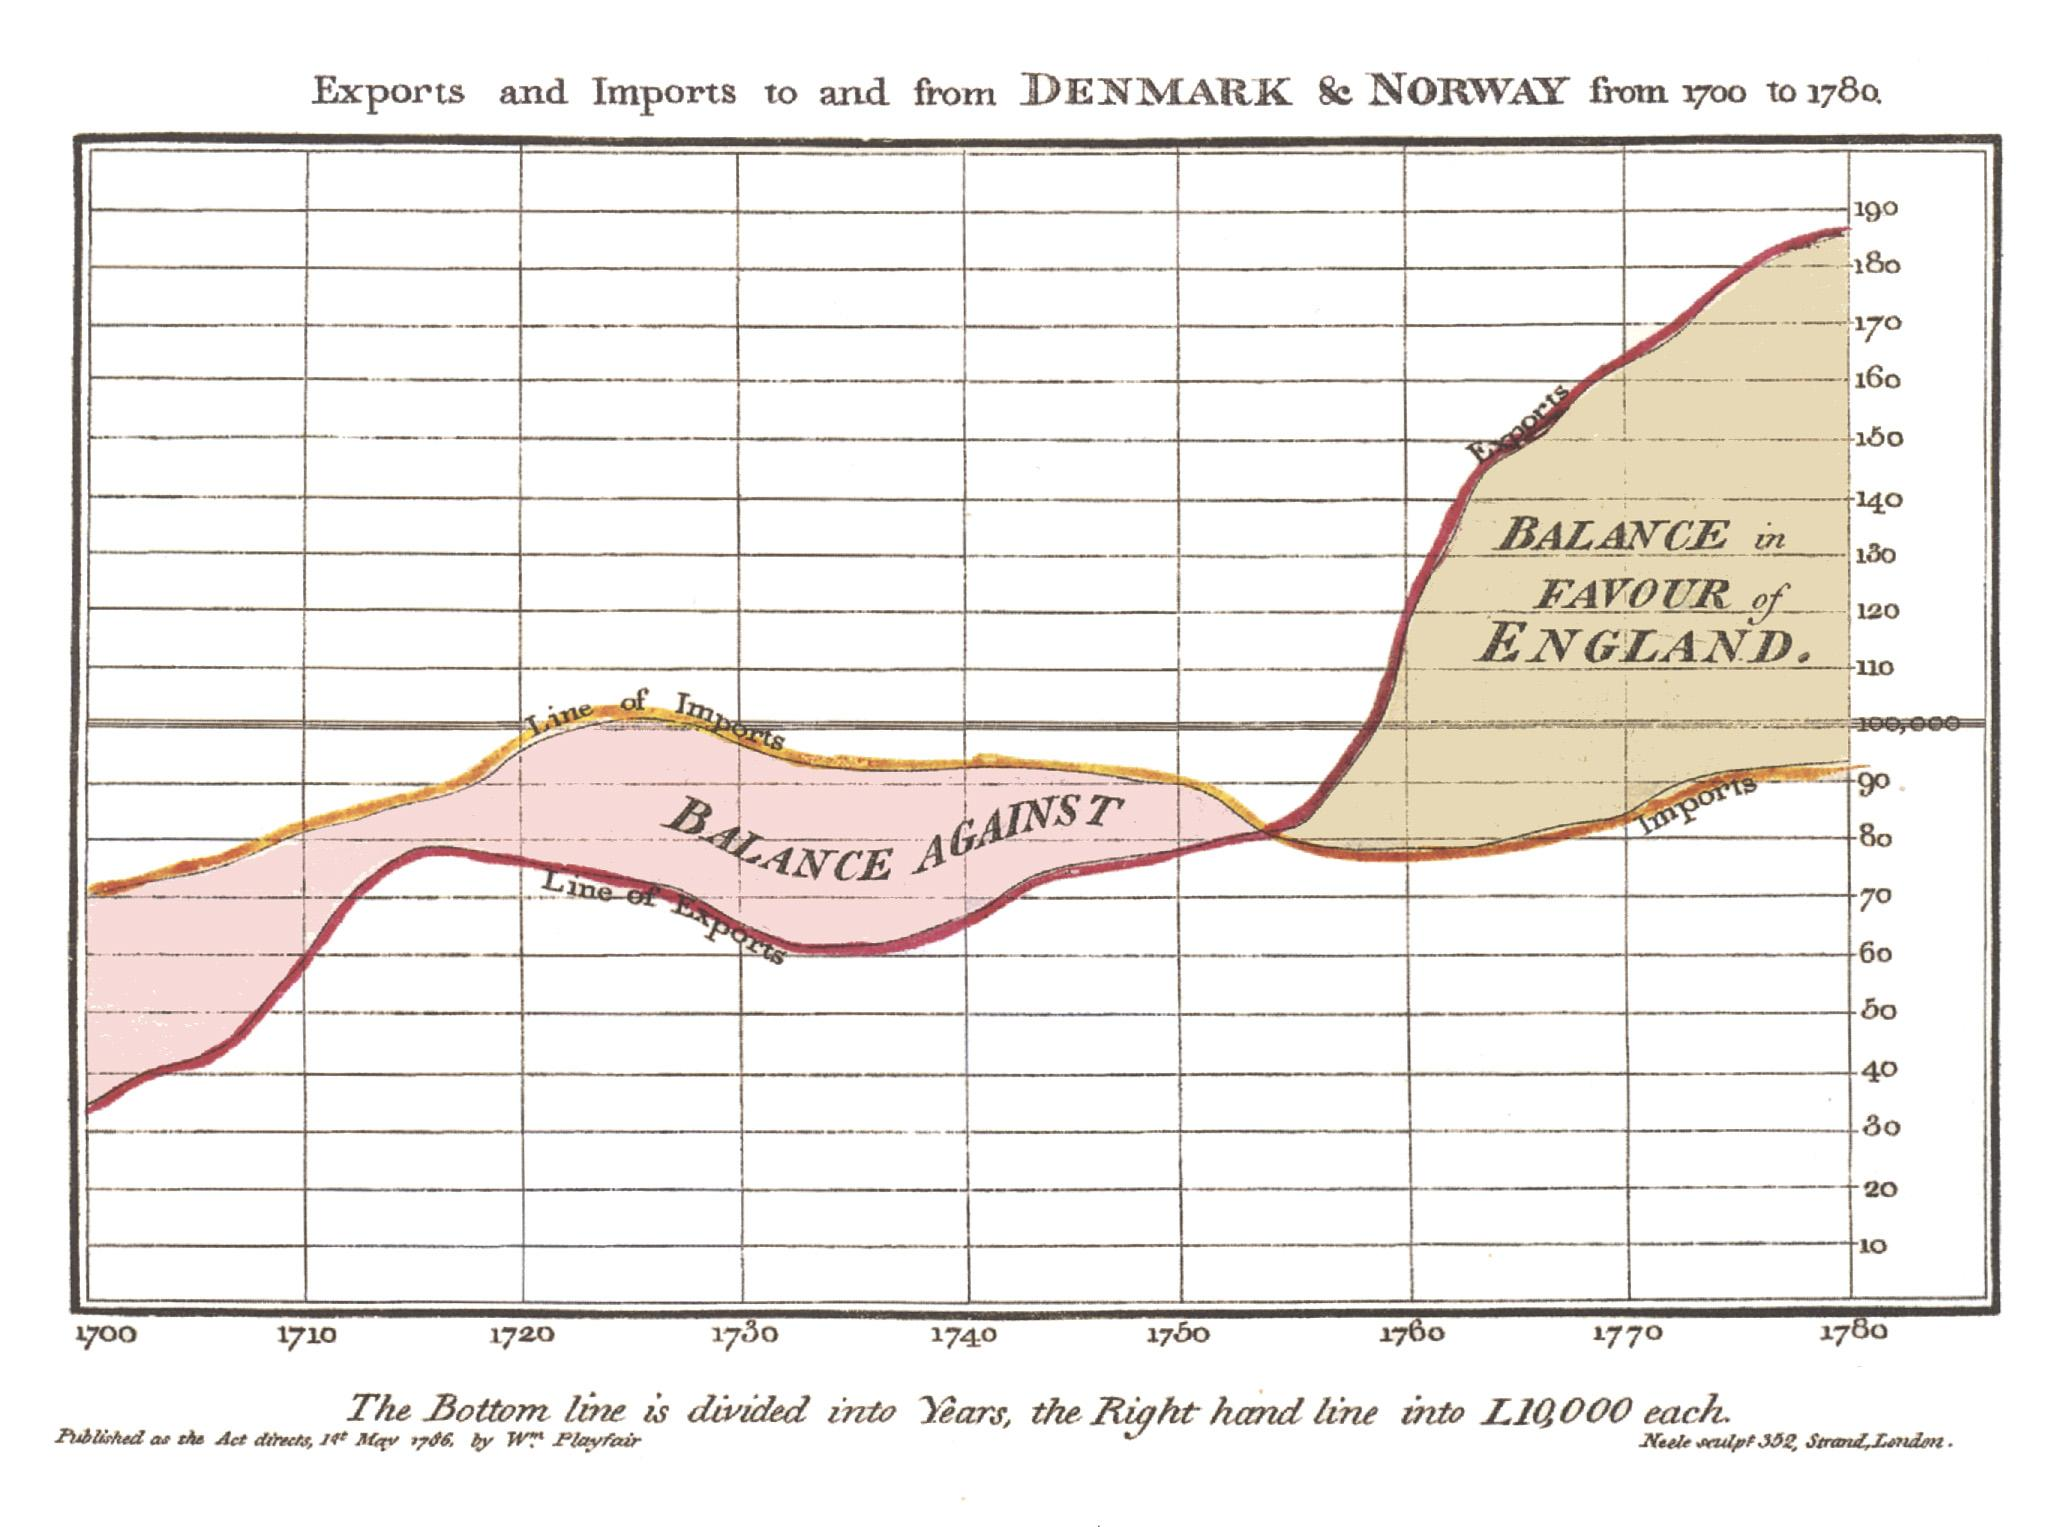 Exports and Imports to and from DENMARK & NORWAY from 1700 to 1780.
190
180
170
160
150
140
130
120
110
100,000
90
80
70
60
50
40
30
20
10
Line of Imports
BALANCE AGAINST
Line of Exports
Exports
BALANCE in
FAVOUR of
ENGLAND.
Imports
1700 1710 1720 1730 1740 1750 1760 1770 1780
The Bottom line is divided into Years, the Right hand line into L10,000 each.
Published as the Act directs, 1st May 1786, by Wm Playfair
Neele sculpt 352, Strand, London.